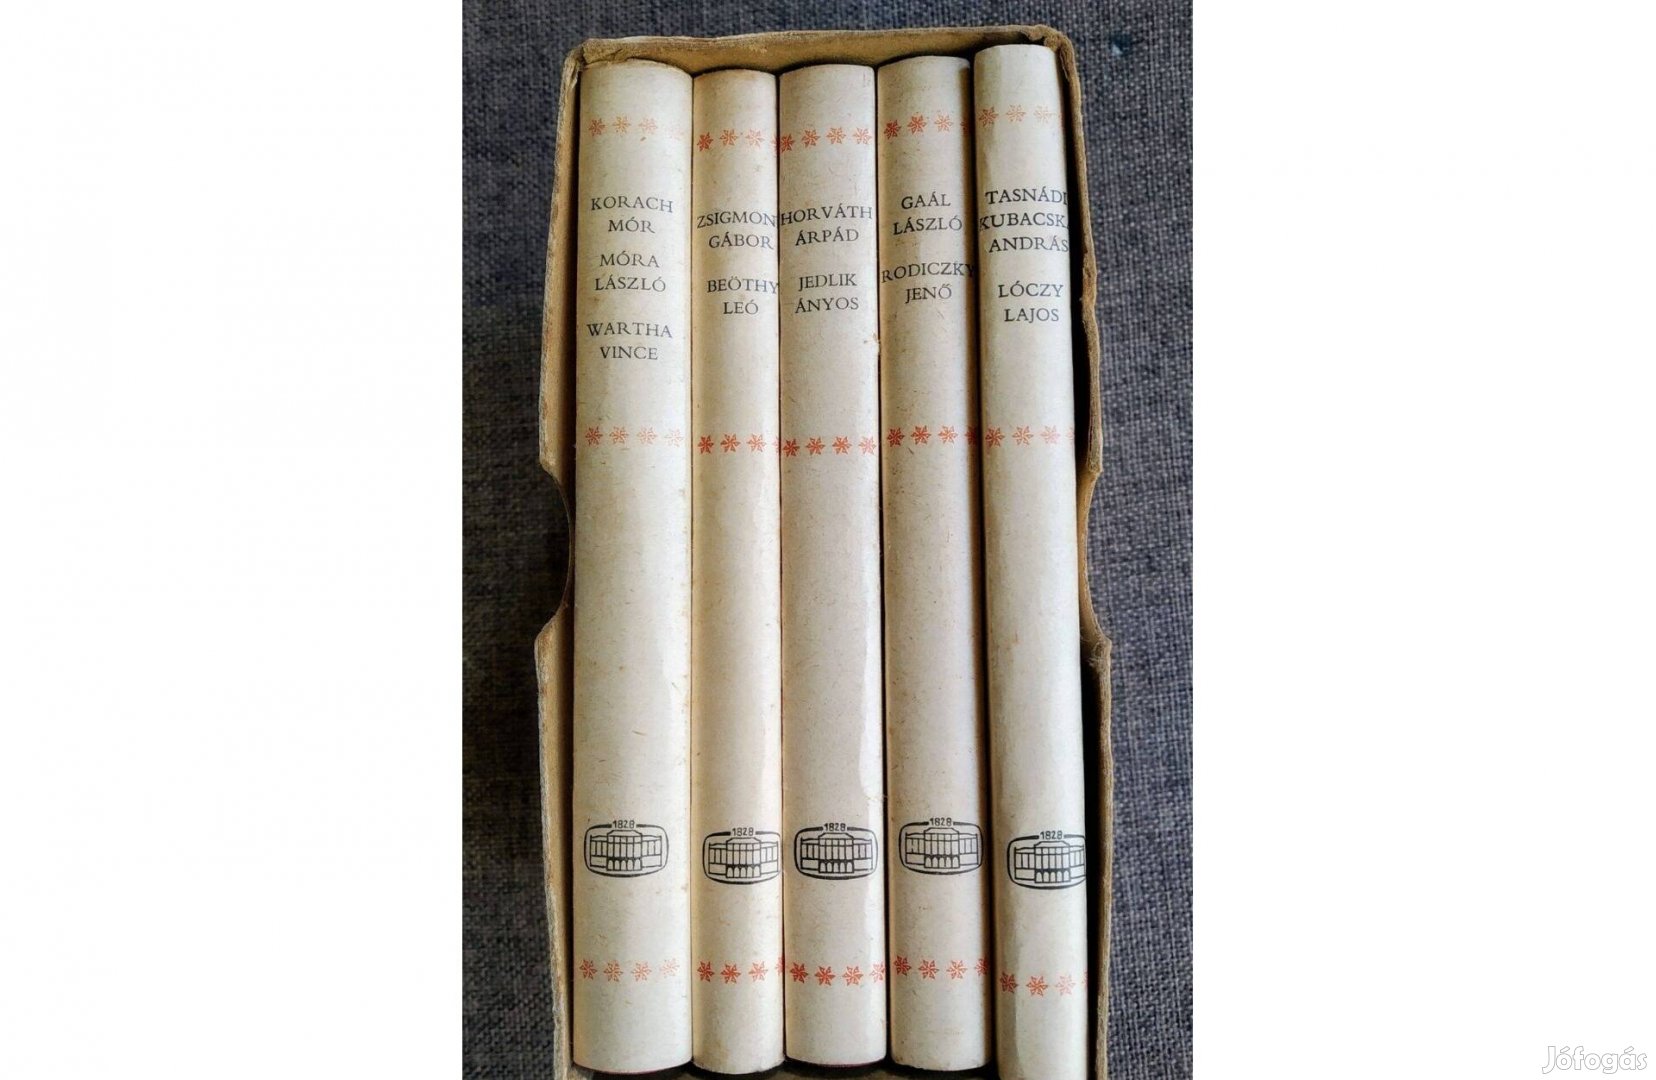 KORACH
MÓR
MÓRA
LÁSZLÓ
WARTHA
VINCE
1828
ZSIGMON
GÁBOR
BEÖTHY
LEÓ
1828
HORVÁTH
ÁRPÁD
JEDLIK
ÁNYOS
1828
GAÁL
LÁSZLÓ
RODICZKY
JENŐ
1828
TASNÁDI
KUBACSK
ANDRÁS
LÓCZY
LAJOS
1828
Jófogás